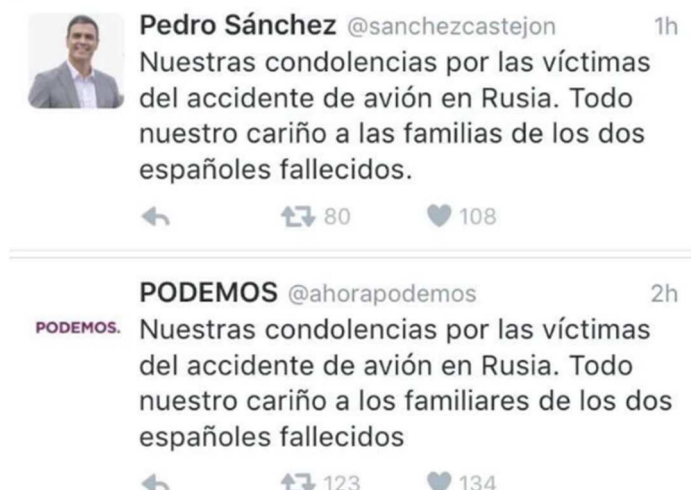 Pedro Sánchez @sanchezcastejon 1h
Nuestras condolencias por las víctimas
del accidente de avión en Rusia. Todo
nuestro cariño a las familias de los dos
españoles fallecidos.
80 108
PODEMOS @ahorapodemos 2h
PODEMOS.
Nuestras condolencias por las víctimas
del accidente de avión en Rusia. Todo
nuestro cariño a los familiares de los dos
españoles fallecidos
123 134